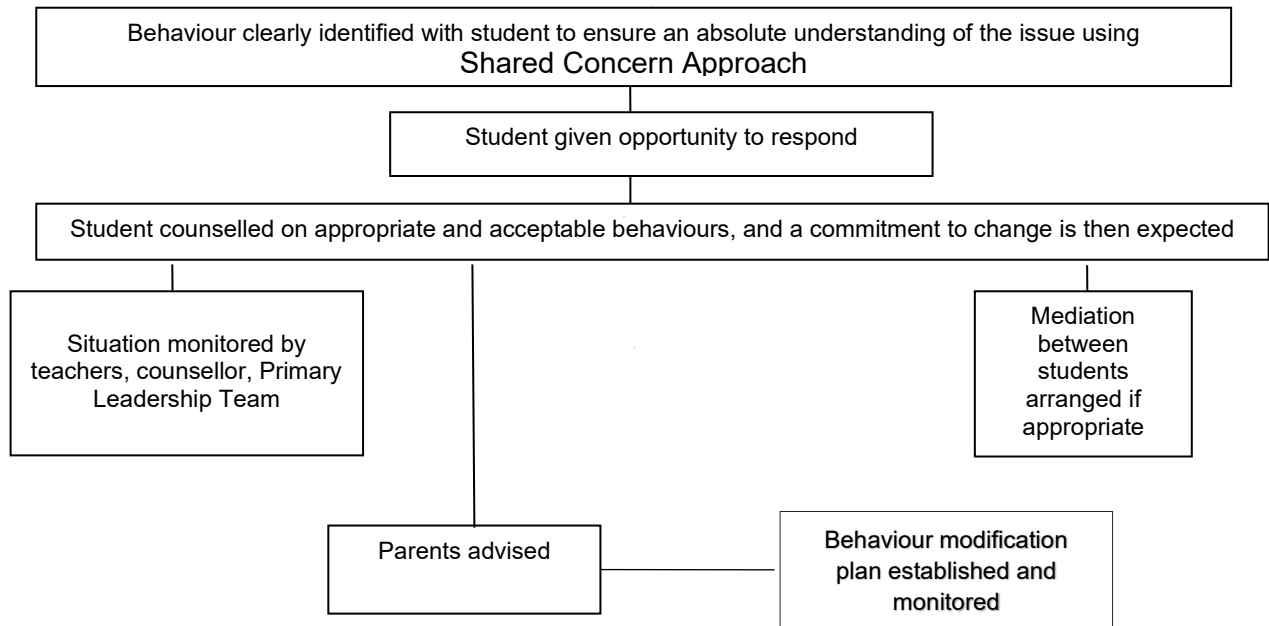 Behaviour clearly identified with student to ensure an absolute understanding of the issue using
Shared Concern Approach
Student given opportunity to respond
Student counselled on appropriate and acceptable behaviours, and a commitment to change is then expected
Situation monitored by
teachers, counsellor, Primary
Leadership Team
Mediation
between
students
arranged if
appropriate
Parents advised
Behaviour modification
plan established and
monitored